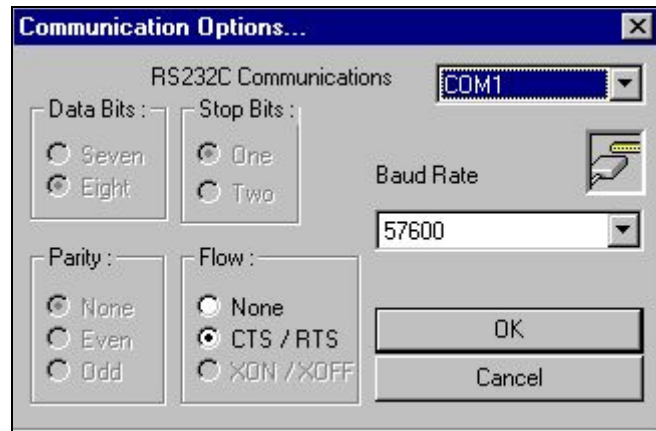 Communication Options...
RS232C Communications
COM1
Data Bits :
Seven
Eight
Stop Bits :
One
Two
Baud Rate
57600
Parity :
None
Even
Odd
Flow :
None
CTS / RTS
XON / XOFF
OK
Cancel